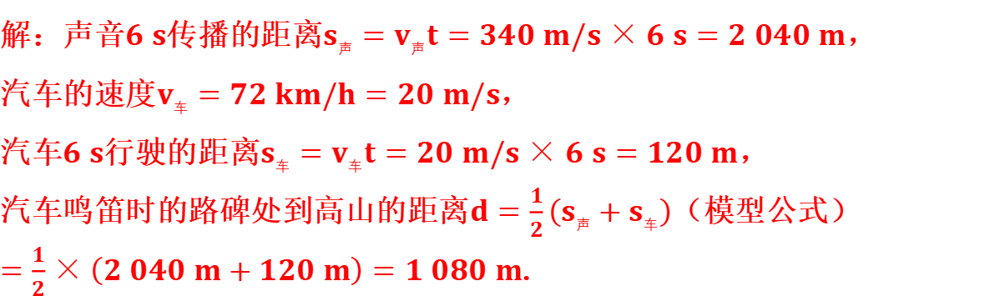 解：声音6 s传播的距离s声 = v声t = 340 m/s × 6 s = 2 040 m，
汽车的速度v车 = 72 km/h = 20 m/s，
汽车6 s行驶的距离s车 = v车t = 20 m/s × 6 s = 120 m，
汽车鸣笛时的路碑处到高山的距离d = 1/2(s声 + s车)（模型公式）
= 1/2 × (2 040 m + 120 m) = 1 080 m.